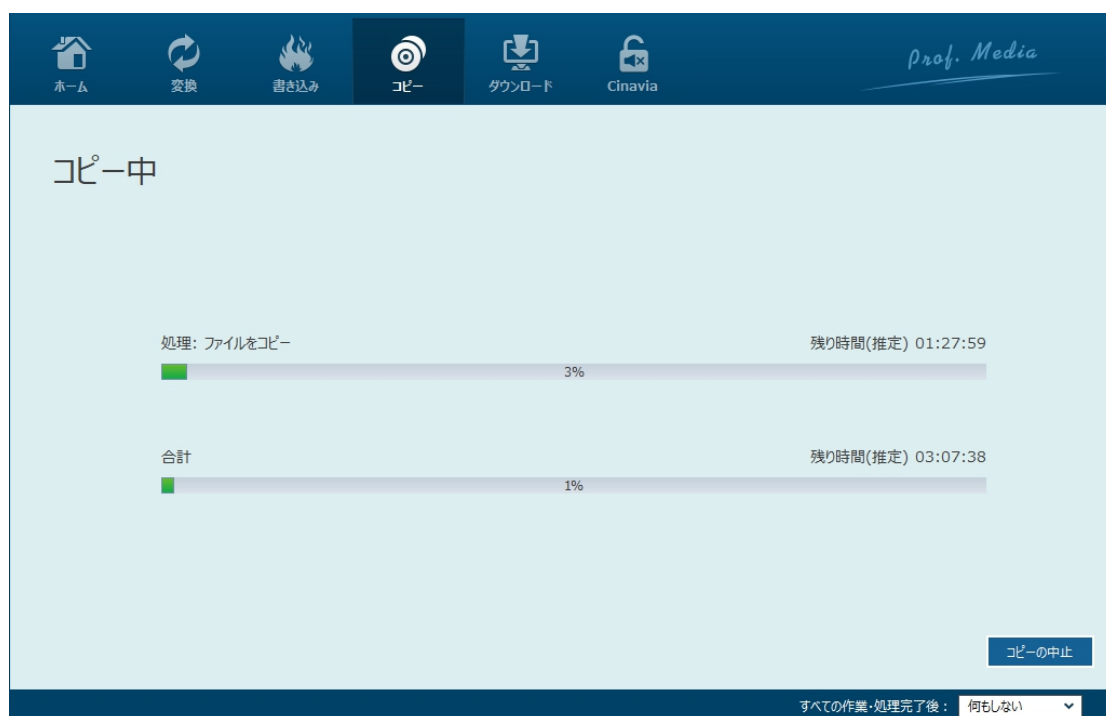 ホーム 変換 書き込み コピー ダウンロード Cinavia Prof. Media
コピー中
処理: ファイルをコピー 残り時間(推定) 01:27:59
3%
合計 残り時間(推定) 03:07:38
1%
コピーの中止
すべての作業・処理完了後: 何もしない